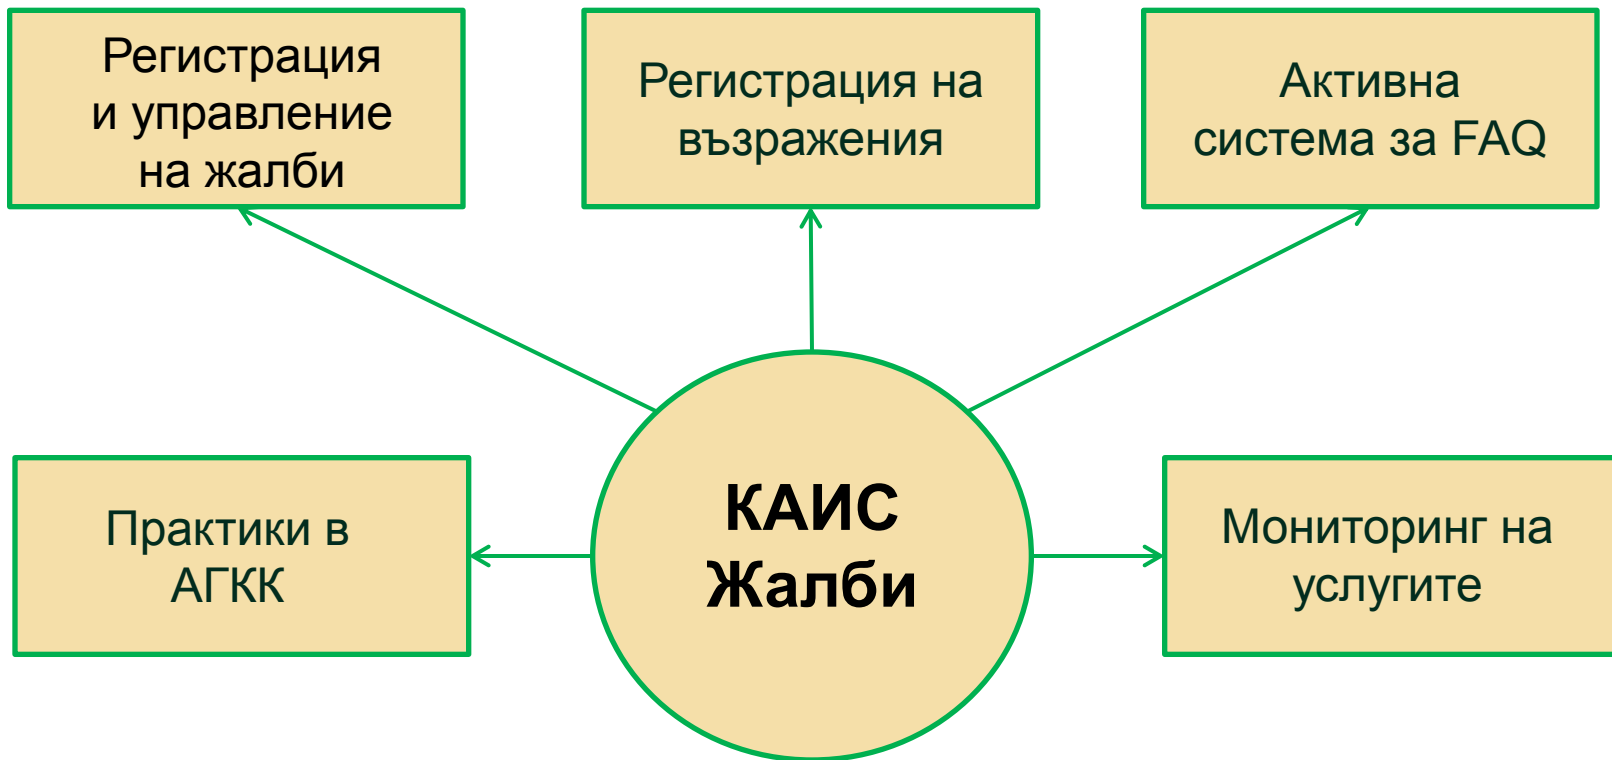 Регистрация
и управление
на жалби
Регистрация на
възражения
Активна
система за FAQ
Практики в
АГКК
КАИС
Жалби
Мониторинг на
услугите